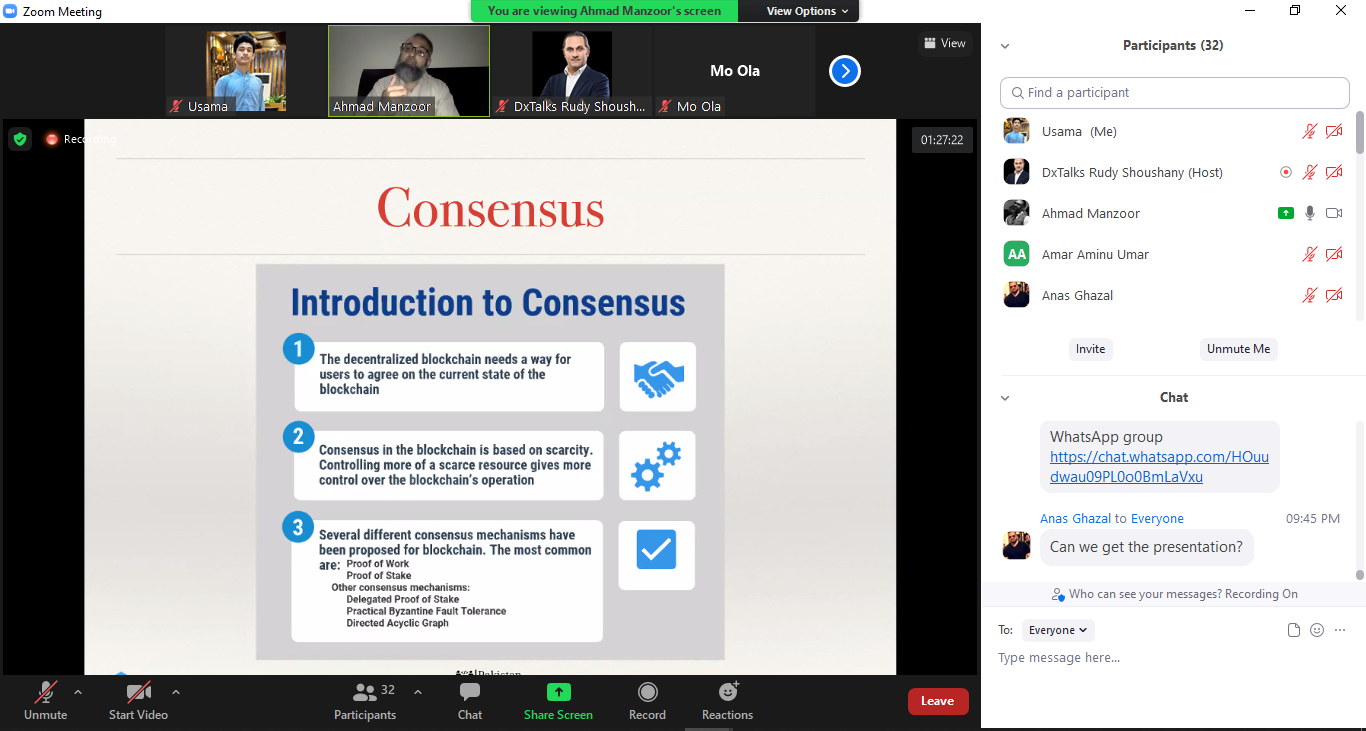 Zoom Meeting
You are viewing Ahmad Manzoor's screen
View Options
Usama
Ahmad Manzoor
DxTalks Rudy Shoush...
Mo Ola
Mo Ola
View
Recording
01:27:22
Consensus
Introduction to Consensus
1
The decentralized blockchain needs a way for
users to agree on the current state of the
blockchain
2
Consensus in the blockchain is based on scarcity.
Controlling more of a scarce resource gives more
control over the blockchain's operation
3
Several different consensus mechanisms have
been proposed for blockchain. The most common
are: Proof of Work
Proof of Stake
Other consensus mechanisms:
Delegated Proof of Stake
Practical Byzantine Fault Tolerance
Directed Acyclic Graph
Unmute
Start Video
32
Participants
Chat
Share Screen
Record
Reactions
Leave
Participants (32)
Find a participant
Usama (Me)
DxTalks Rudy Shoushany (Host)
Ahmad Manzoor
AA
Amar Aminu Umar
Anas Ghazal
Invite
Unmute Me
Chat
WhatsApp group
https://chat.whatsapp.com/HOuu
dwau09PL0o0BmLaVxu
Anas Ghazal to Everyone
09:45 PM
Can we get the presentation?
Who can see your messages? Recording On
To: Everyone
Type message here...